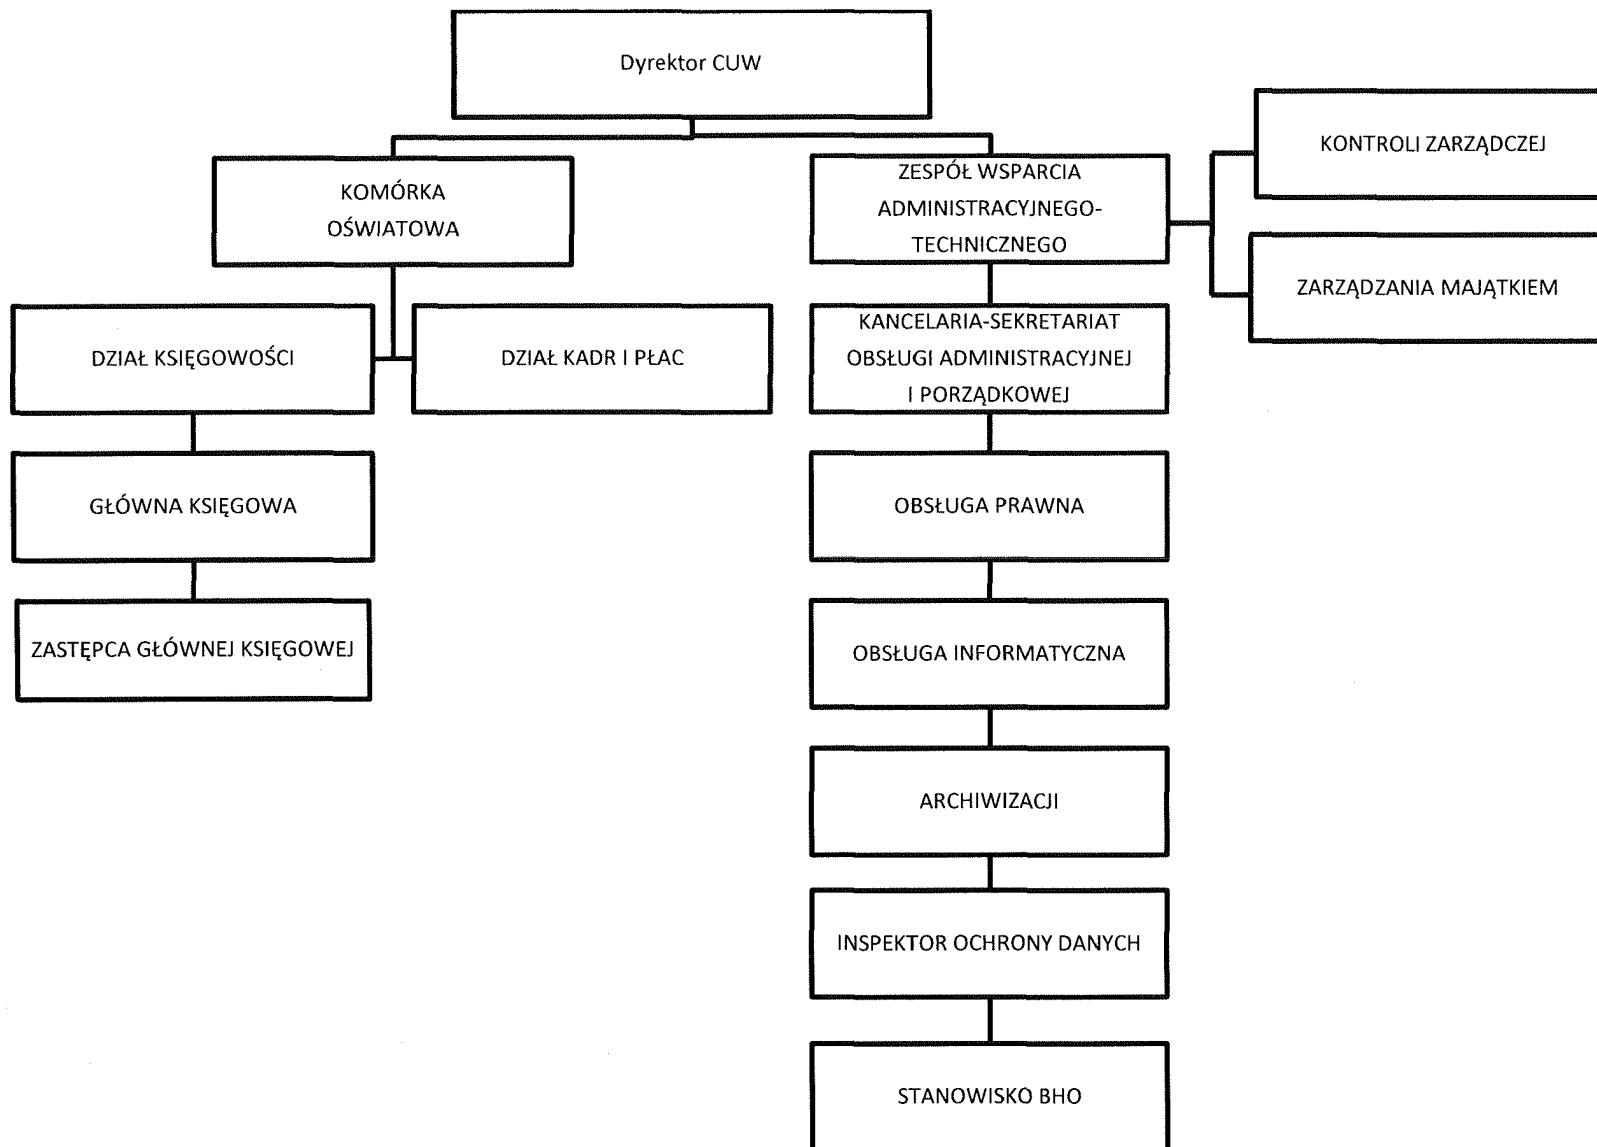 Dyrektor CUW
KONTROLI ZARZĄDCZEJ
KOMÓRKA
OŚWIATOWA
ZESPÓŁ WSPARCIA
ADMINISTRACYJNEGO-
TECHNICZNEGO
ZARZĄDZANIA MAJĄTKIEM
DZIAŁ KSIĘGOWOŚCI
DZIAŁ KADR I PŁAC
KANCELARIA-SEKRETARIAT
OBSŁUGI ADMINISTRACYJNEJ
I PORZĄDKOWEJ
GŁÓWNA KSIĘGOWA
OBSŁUGA PRAWNA
ZASTĘPCA GŁÓWNEJ KSIĘGOWEJ
OBSŁUGA INFORMATYCZNA
ARCHIWIZACJI
INSPEKTOR OCHRONY DANYCH
STANOWISKO BHO